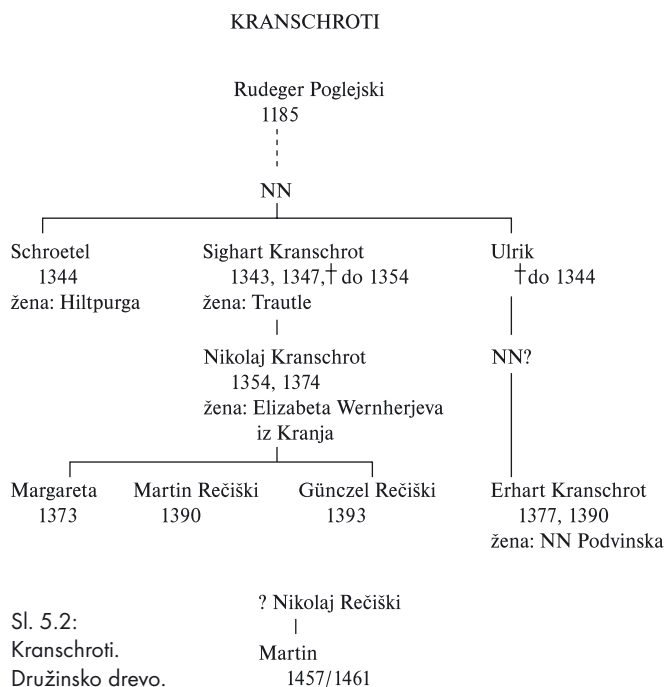 KRANSCHROTI
Rudeger Poglejski
1185
NN
Schroetel
1344
žena: Hiltpurga
Sighart Kranschrot
1343, 1347, † do 1354
žena: Trautle
Ulrik
† do 1344
Nikolaj Kranschrot
1354, 1374
žena: Elizabeta Wernherjeva
iz Kranja
NN?
Margareta
1373
Martin Rečiški
1390
Günczel Rečiški
1393
Erhart Kranschrot
1377, 1390
žena: NN Podvinska
? Nikolaj Rečiški
Martin
1457/1461
Sl. 5.2:
Kranschroti.
Družinsko drevo.